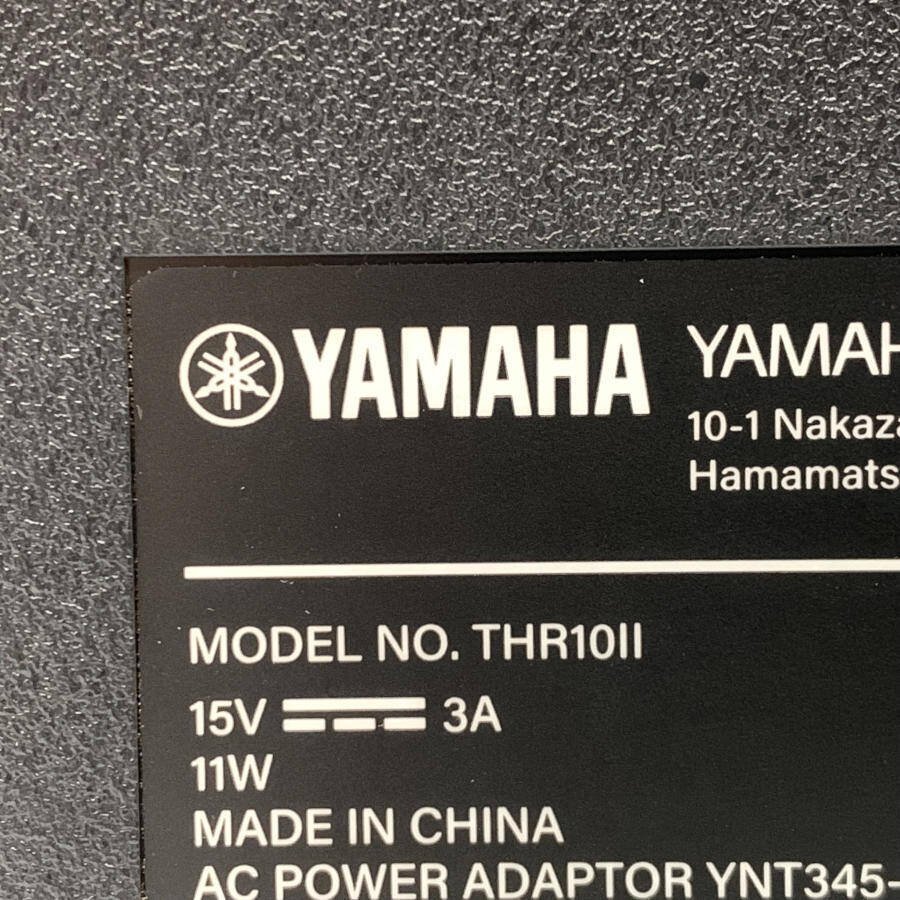 YAMAHA
YAMAH
10-1 Nakaza
Hamamats
MODEL NO. THR10II
15V ⎓ 3A
11W
MADE IN CHINA
AC POWER ADAPTOR YNT345-